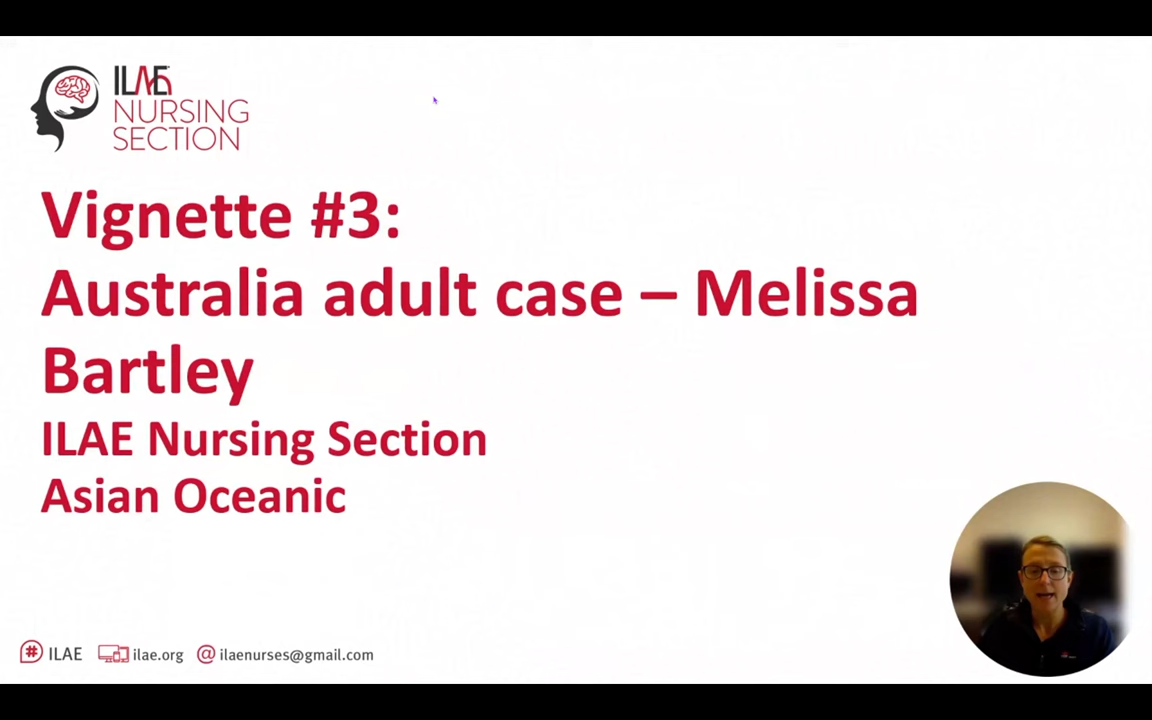 ILAE
NURSING
SECTION
Vignette #3:
Australia adult case – Melissa
Bartley
ILAE Nursing Section
Asian Oceanic
# ILAE ilae.org @ ilaenurses@gmail.com